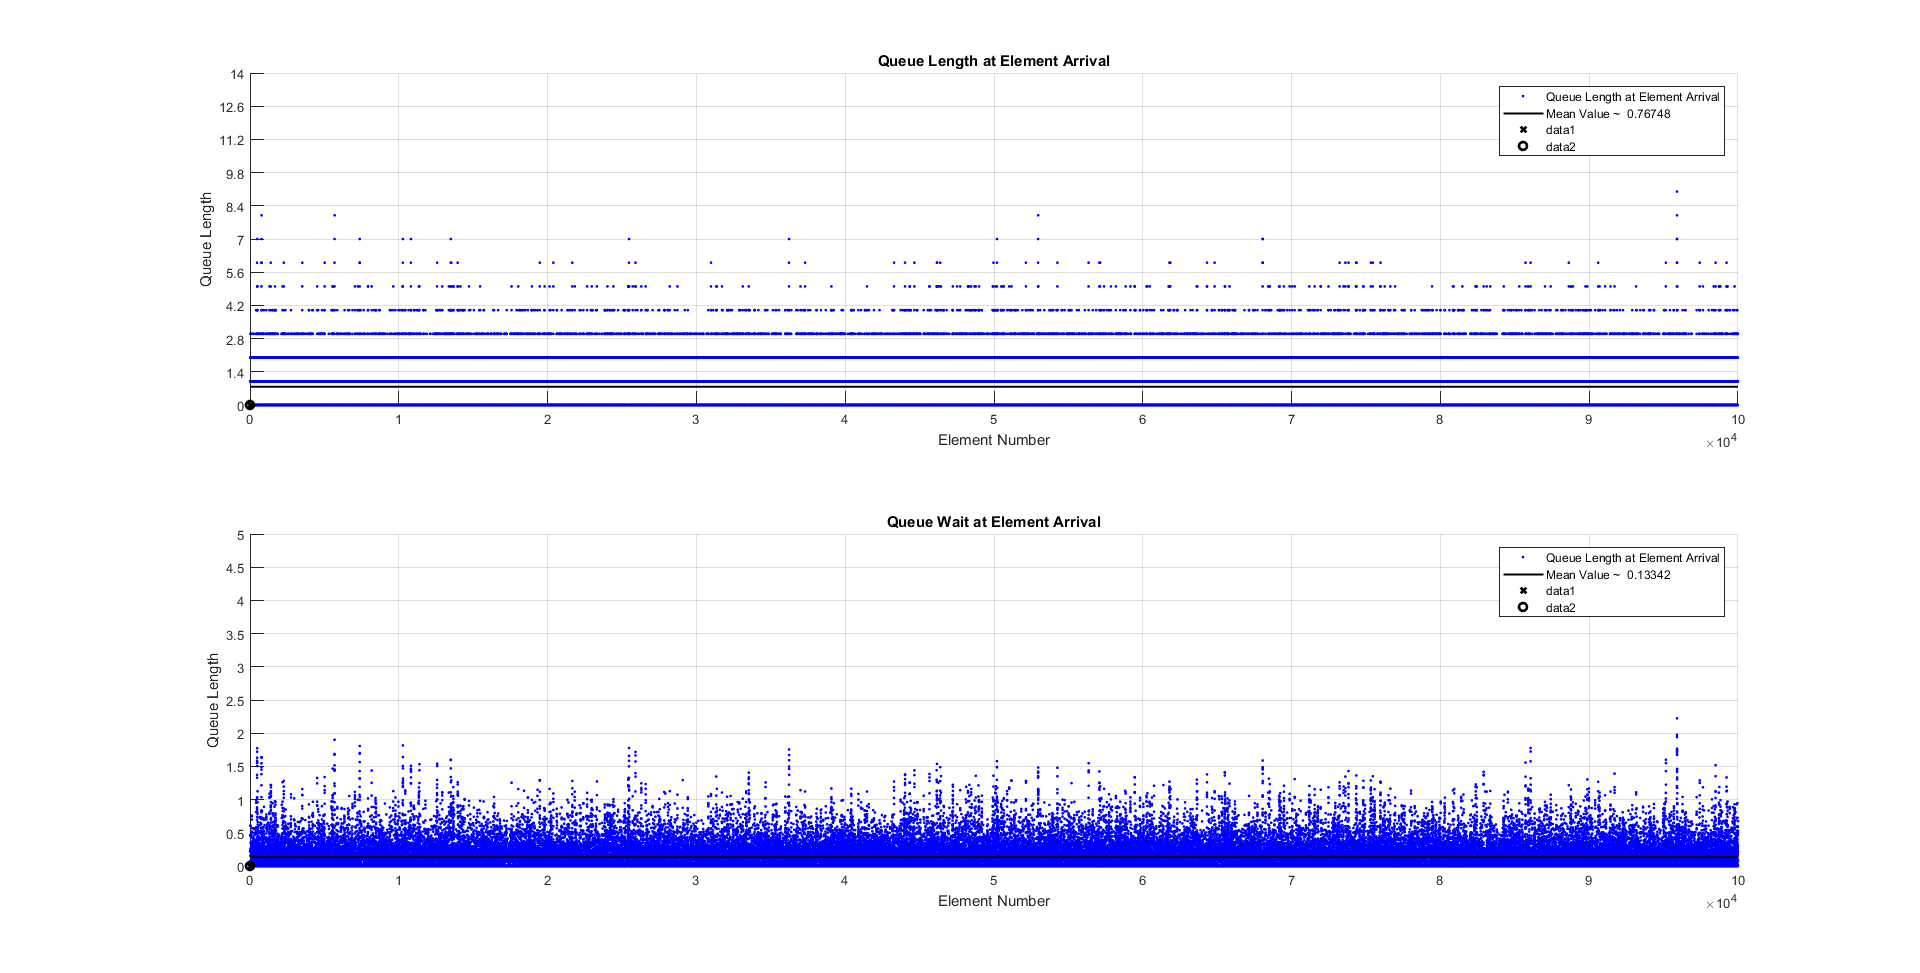 Queue Length at Element Arrival
14
12.6
11.2
9.8
8.4
7
5.6
4.2
2.8
1.4
0
Queue Length
Queue Length at Element Arrival
Mean Value ~ 0.76748
data1
data2
0 1 2 3 4 5 6 7 8 9 10
Element Number
×10^4
Queue Wait at Element Arrival
5
4.5
4
3.5
3
2.5
2
1.5
1
0.5
0
Queue Length
Queue Length at Element Arrival
Mean Value ~ 0.13342
data1
data2
0 1 2 3 4 5 6 7 8 9 10
Element Number
×10^4